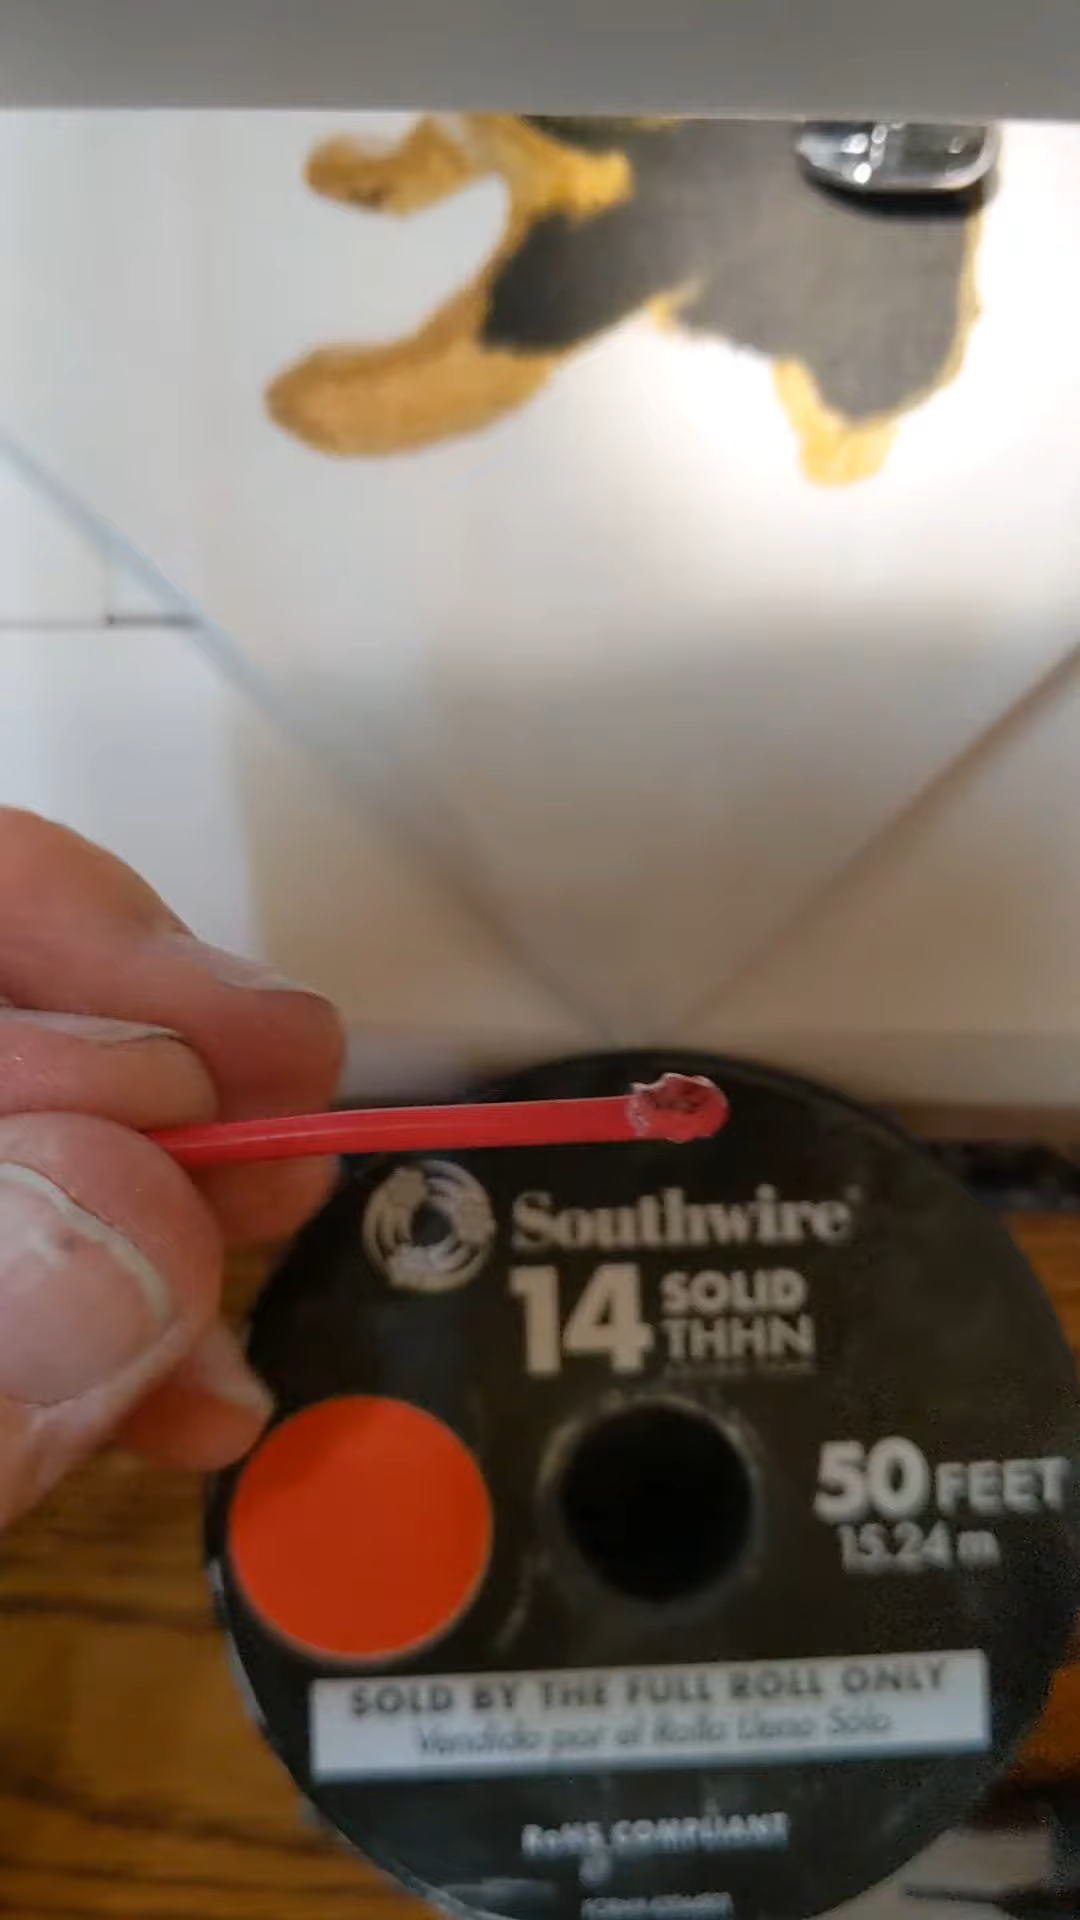 Southwire
14 SOLID
THHN
50 FEET
15.24 m
SOLD BY THE FULL ROLL ONLY
Vendido por el Rollo Lleno Sólo
RoHS COMPLIANT